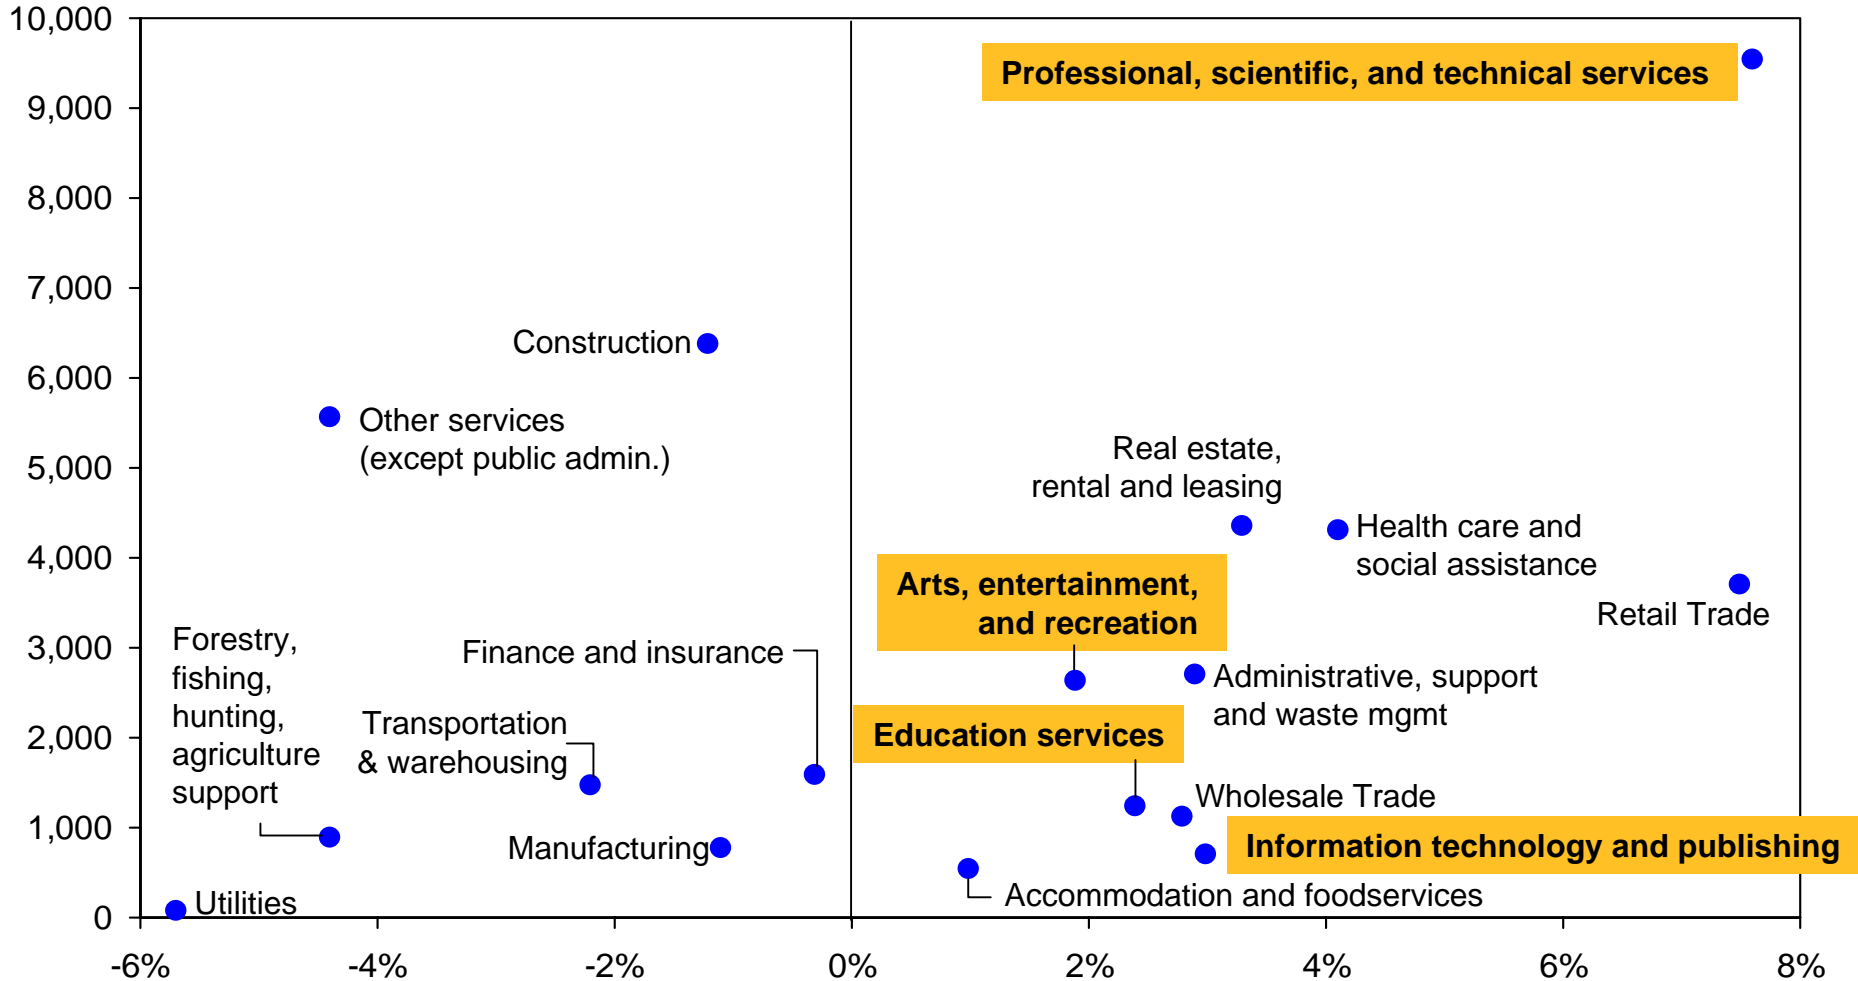 10,000
Professional, scientific, and technical services
9,000
8,000
7,000
Construction
6,000
Other services
(except public admin.)
5,000
Real estate,
rental and leasing
Health care and
social assistance
4,000
Arts, entertainment,
and recreation
Retail Trade
3,000
Forestry,
fishing,
hunting,
agriculture
support
Finance and insurance
Administrative, support
and waste mgmt
2,000
Transportation
& warehousing
Education services
Wholesale Trade
1,000
Manufacturing
Information technology and publishing
Accommodation and foodservices
Utilities
0
-6%
-4%
-2%
0%
2%
4%
6%
8%